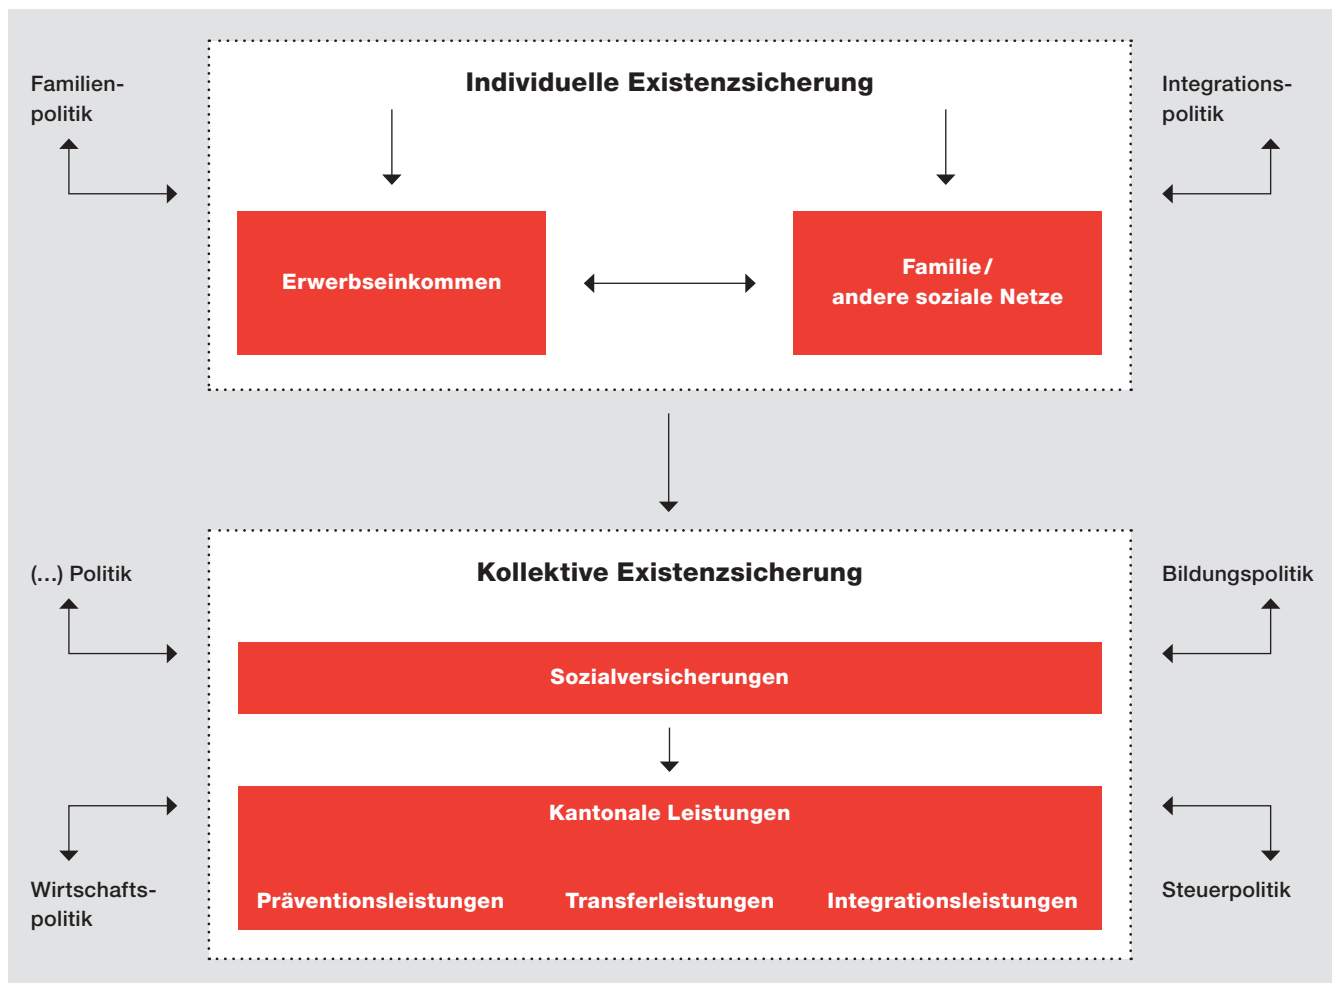 Individuelle Existenzsicherung
Familien-
politik
Integrations-
politik
Erwerbseinkommen
Familie/
andere soziale Netze
(...) Politik
Kollektive Existenzsicherung
Bildungspolitik
Sozialversicherungen
Kantonale Leistungen
Präventionsleistungen
Transferleistungen
Integrationsleistungen
Wirtschafts-
politik
Steuerpolitik